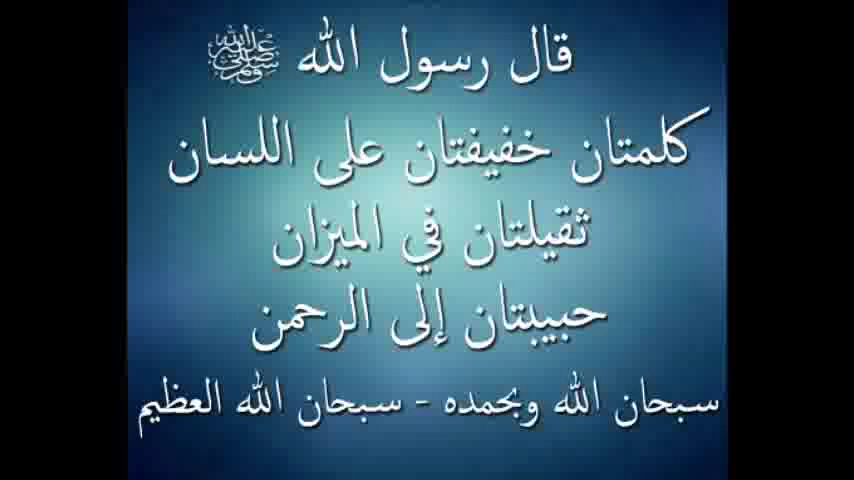 قال رسول الله ﷺ
كلمتان خفيفتان على اللسان
ثقيلتان في الميزان
حبيبتان إلى الرحمن
سبحان الله وبحمده - سبحان الله العظيم